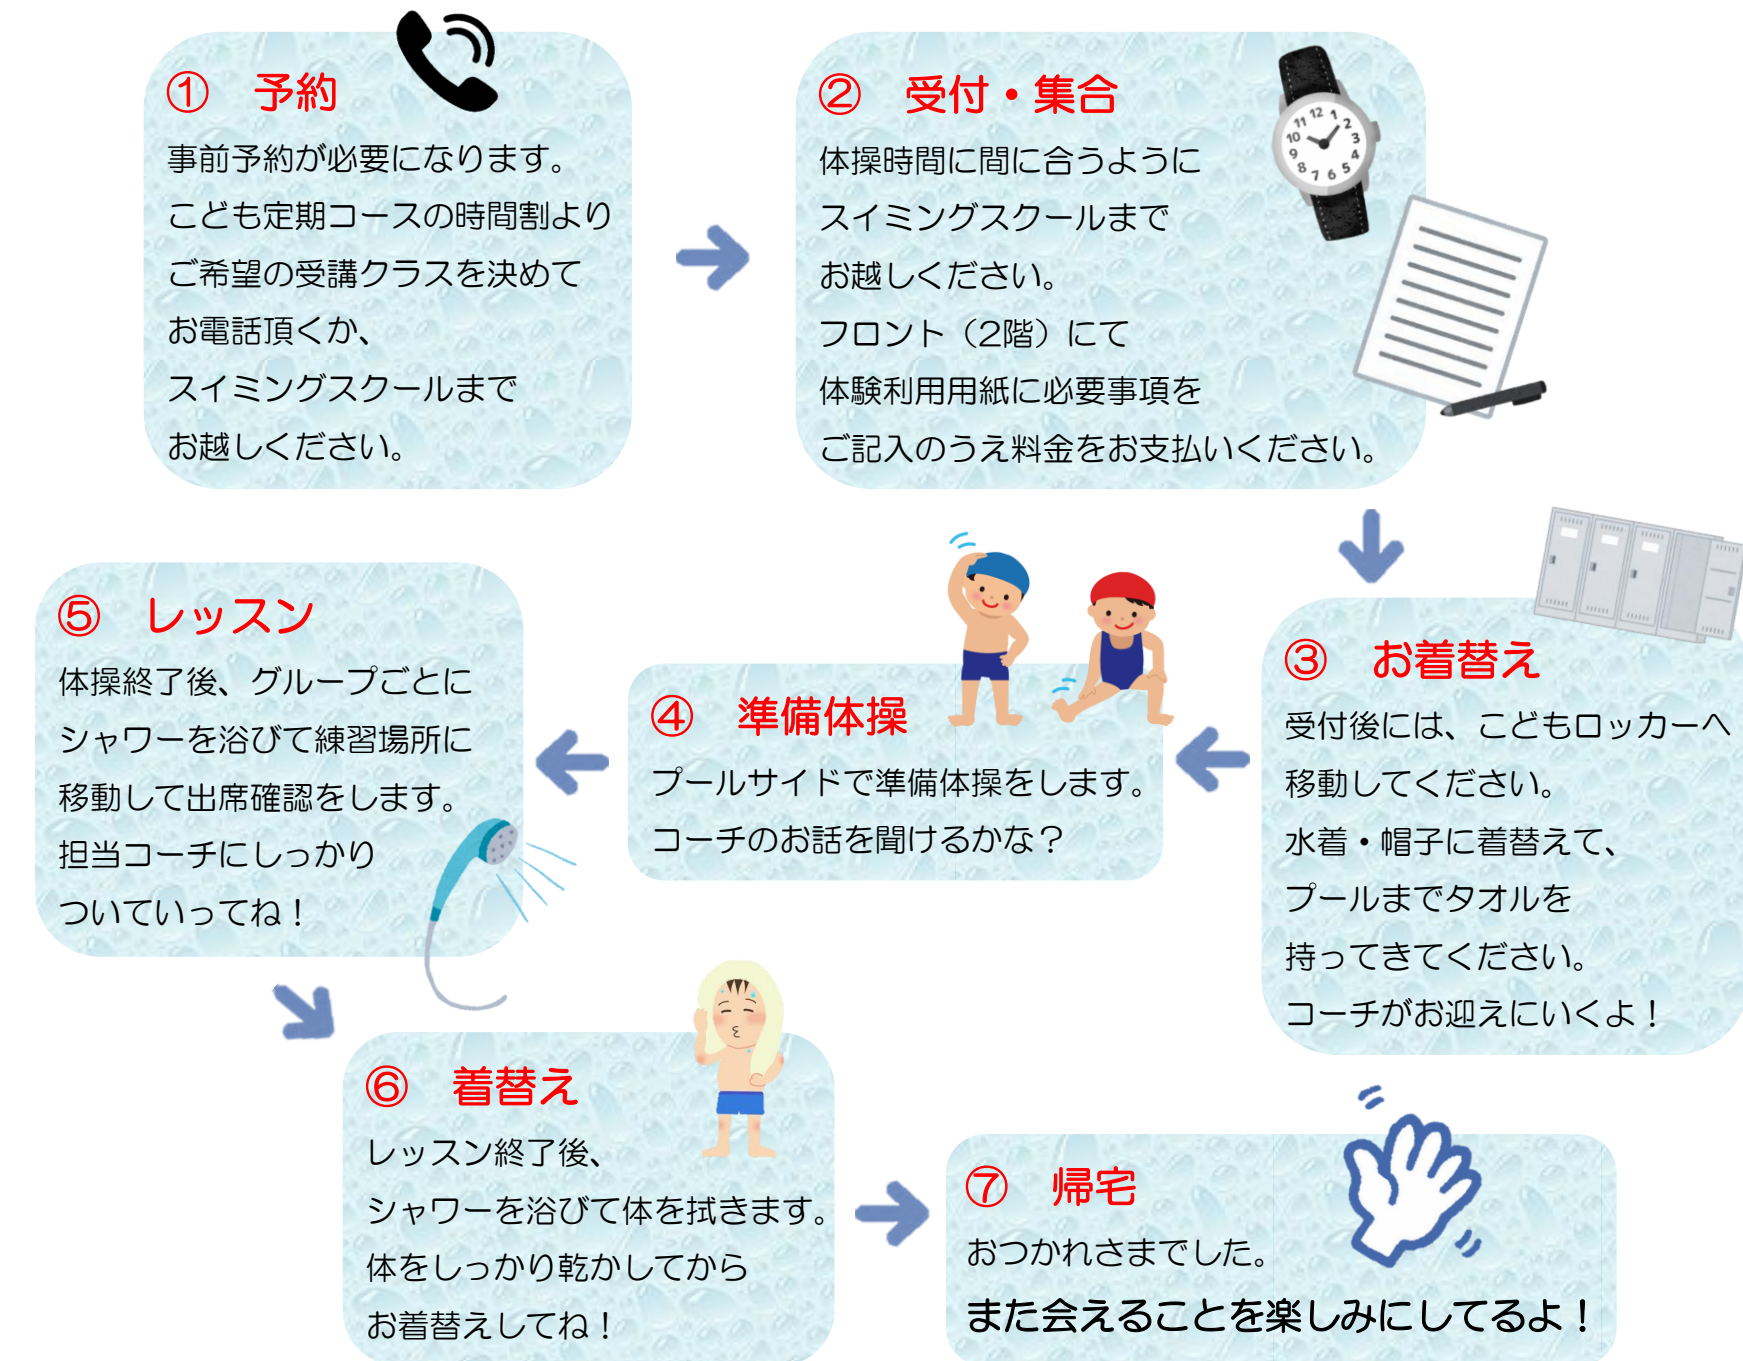 ① 予約
事前予約が必要になります。
こども定期コースの時間割より
ご希望の受講クラスを決めて
お電話頂くか、
スイミングスクールまで
お越しください。
② 受付・集合
体操時間に間に合うように
スイミングスクールまで
お越しください。
フロント（2階）にて
体験利用用紙に必要事項を
ご記入のうえ料金をお支払いください。
12 1 2 3 4 5 6 7 8 9 10 11
③ お着替え
受付後には、こどもロッカーへ
移動してください。
水着・帽子に着替えて、
プールまでタオルを
持ってきてください。
コーチがお迎えにいくよ！
④ 準備体操
プールサイドで準備体操をします。
コーチのお話を聞けるかな？
⑤ レッスン
体操終了後、グループごとに
シャワーを浴びて練習場所に
移動して出席確認をします。
担当コーチにしっかり
ついていってね！
⑥ 着替え
レッスン終了後、
シャワーを浴びて体を拭きます。
体をしっかり乾かしてから
お着替えしてね！
⑦ 帰宅
おつかれさまでした。
また会えることを楽しみにしてるよ！